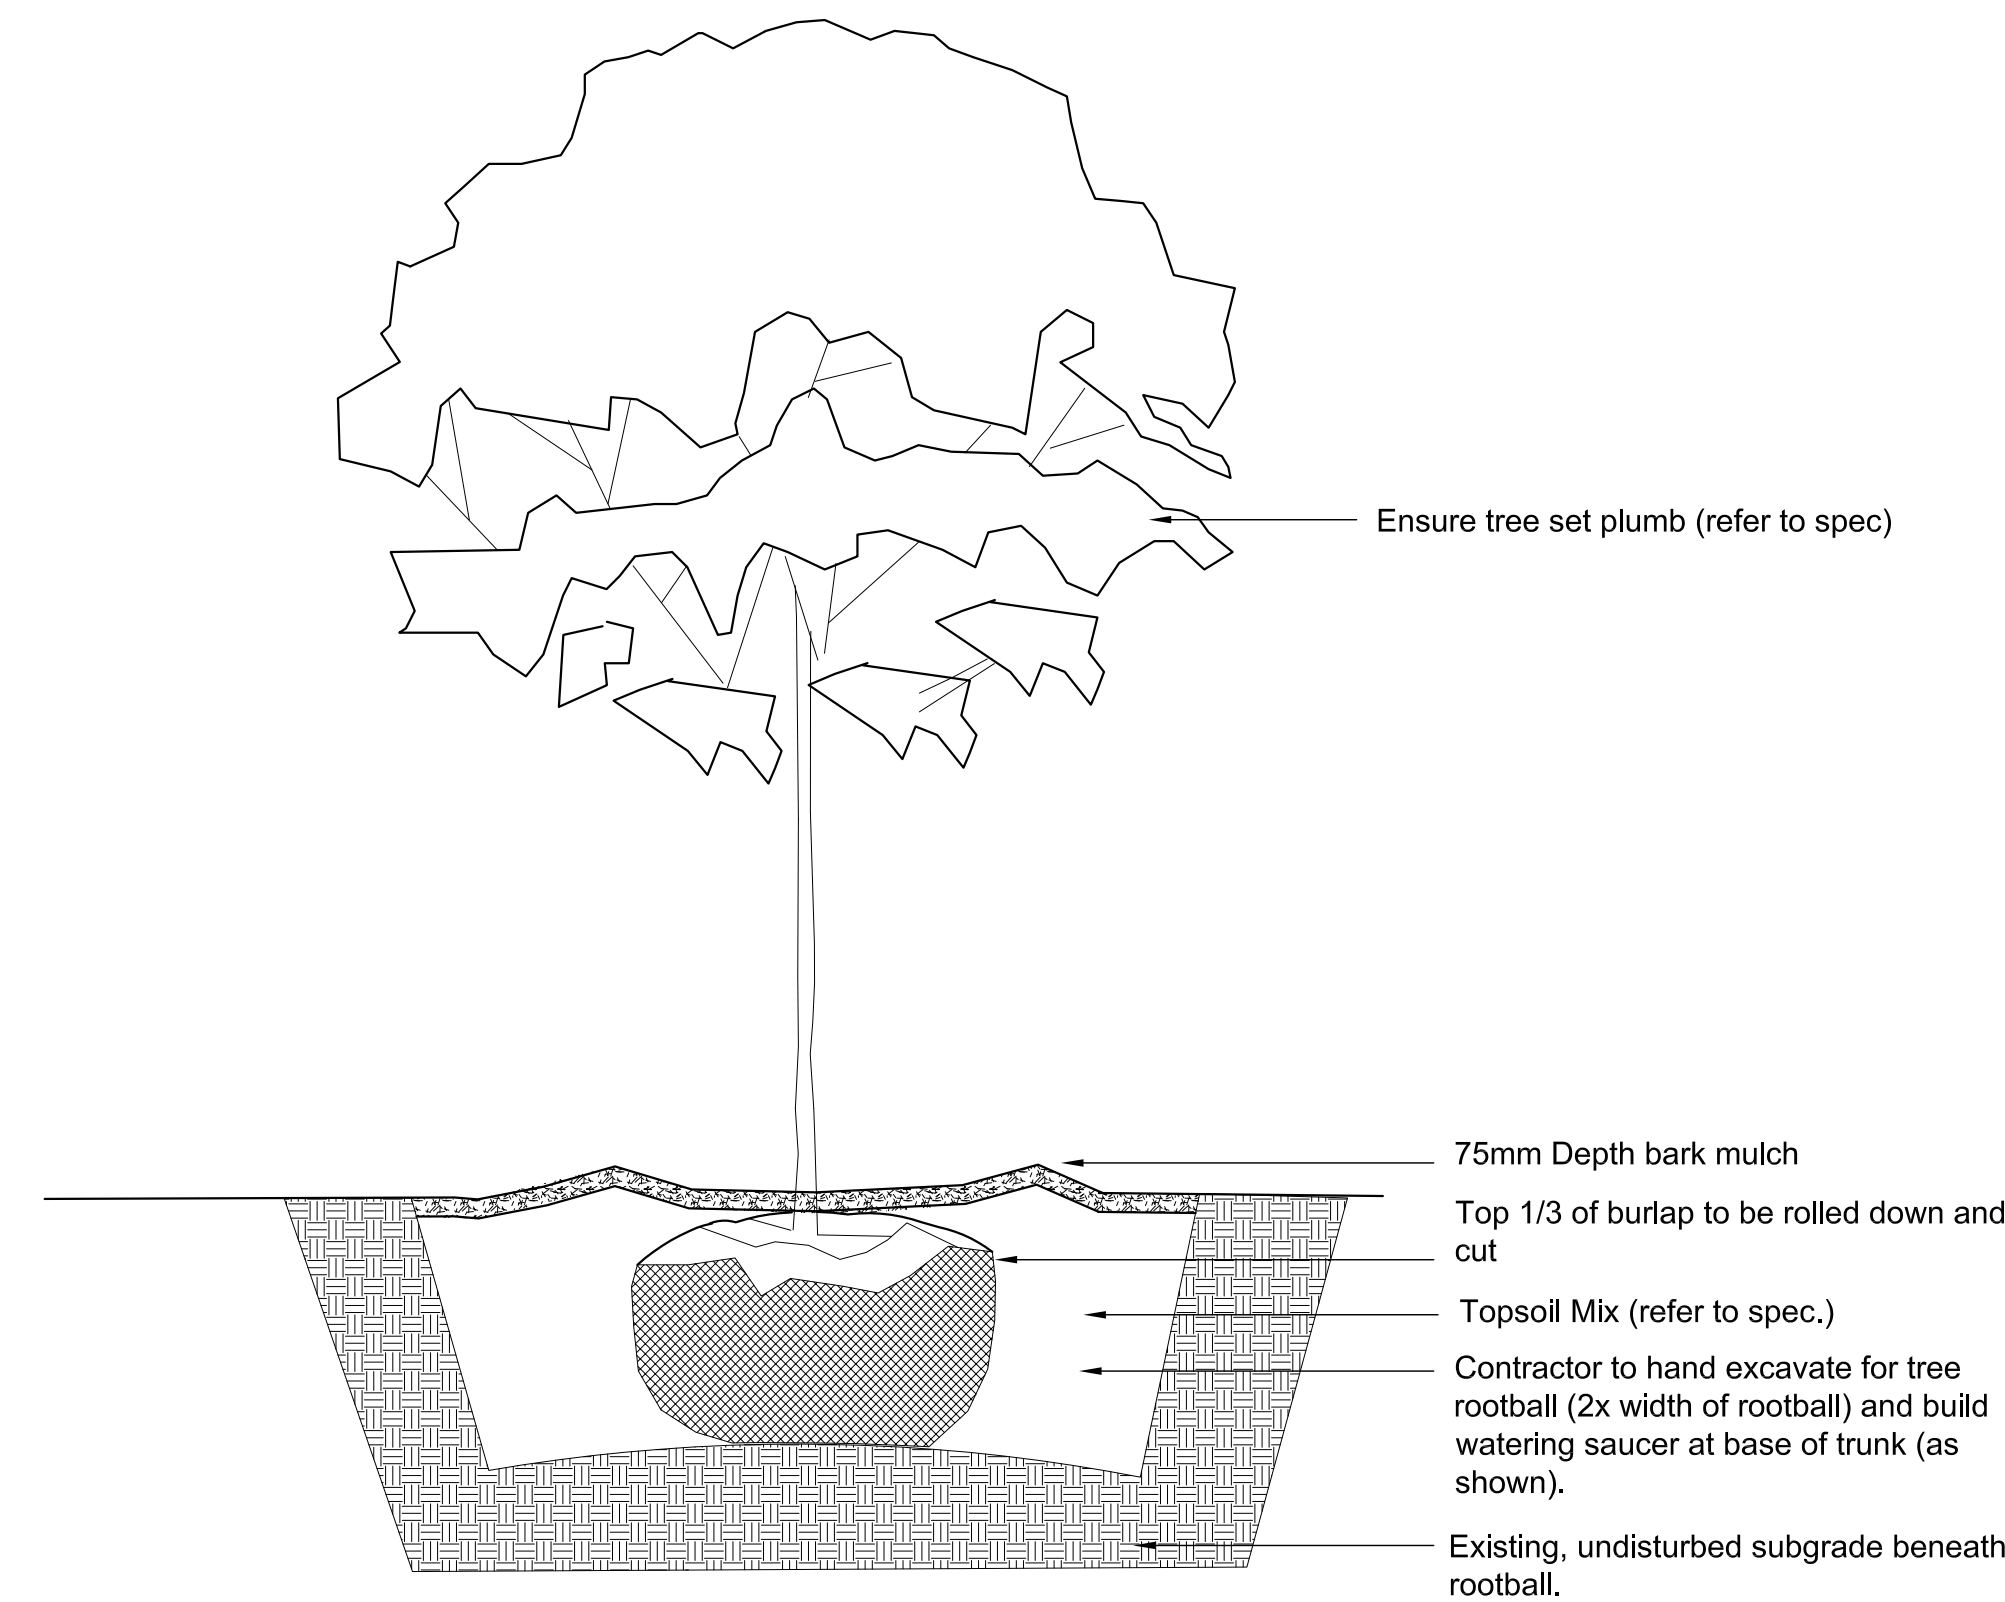 Ensure tree set plumb (refer to spec)
75mm Depth bark mulch
Top 1/3 of burlap to be rolled down and
cut
Topsoil Mix (refer to spec.)
Contractor to hand excavate for tree
rootball (2x width of rootball) and build
watering saucer at base of trunk (as
shown).
Existing, undisturbed subgrade beneath
rootball.